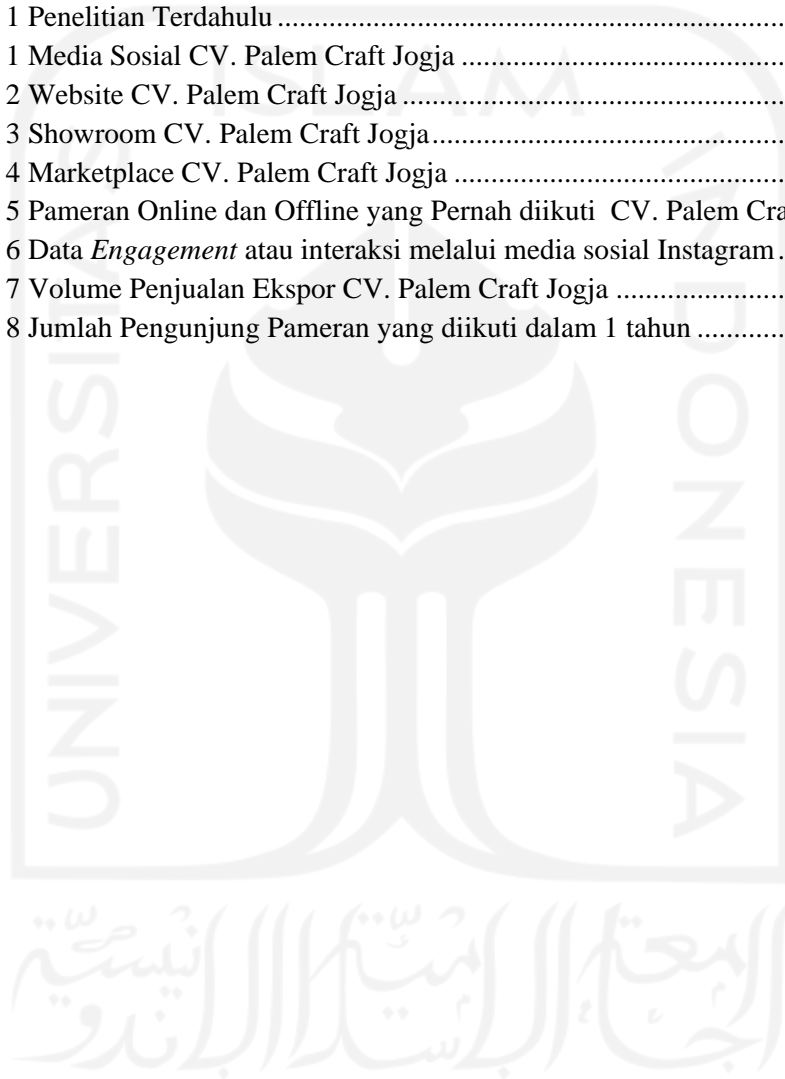 1 Penelitian Terdahulu ................................................................................
1 Media Sosial CV. Palem Craft Jogja ....................................................
2 Website CV. Palem Craft Jogja .............................................................
3 Showroom CV. Palem Craft Jogja.........................................................
4 Marketplace CV. Palem Craft Jogja .....................................................
5 Pameran Online dan Offline yang Pernah diikuti CV. Palem
6 Data Engagement atau interaksi melalui media sosial Instagram..
7 Volume Penjualan Ekspor CV. Palem Craft Jogja ............................
8 Jumlah Pengunjung Pameran yang diikuti dalam 1 tahun ..............
ISLAM
UNIVERSITAS
INDONESIA